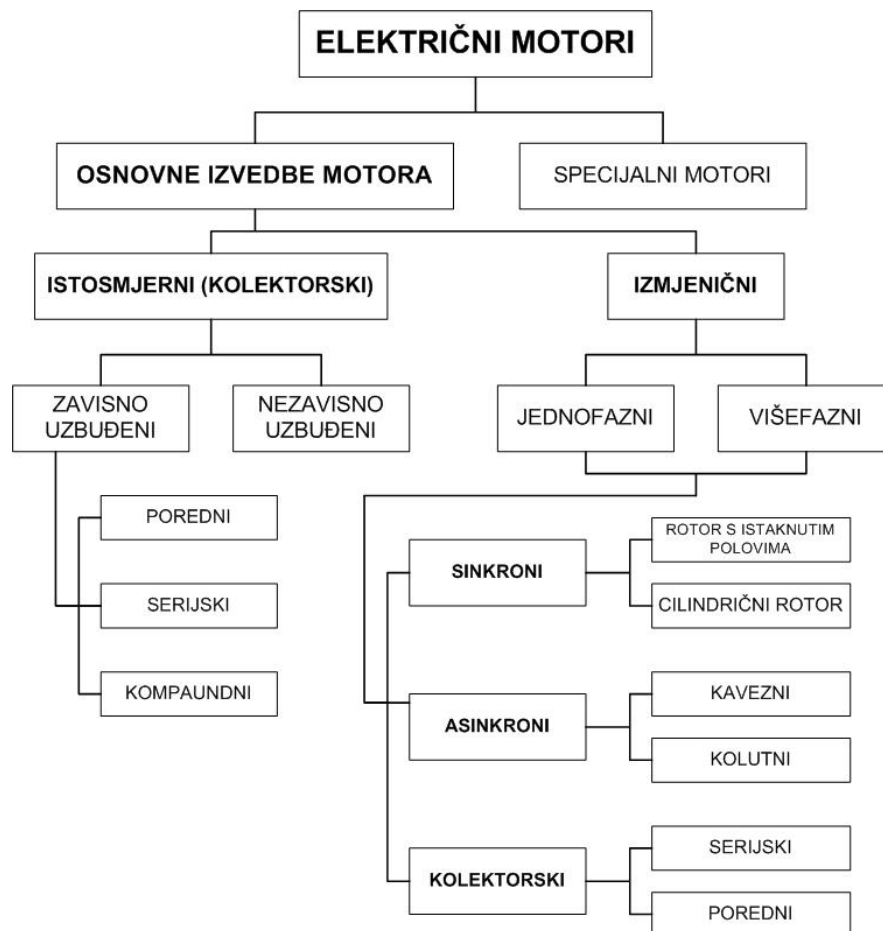 ELEKTRIČNI MOTORI
OSNOVNE IZVEDBE MOTORA
SPECIJALNI MOTORI
ISTOSMJERNI (KOLEKTORSKI)
IZMJENIČNI
ZAVISNO
UZBUĐENI
NEZAVISNO
UZBUĐENI
JEDNOFAZNI
VIŠEFAZNI
POREDNI
SERIJSKI
KOMPAUNDNI
SINKRONI
ROTOR S ISTAKNUTIM
POLOVIMA
CILINDRIČNI ROTOR
ASINKRONI
KAVEZNI
KOLUTNI
KOLEKTORSKI
SERIJSKI
POREDNI